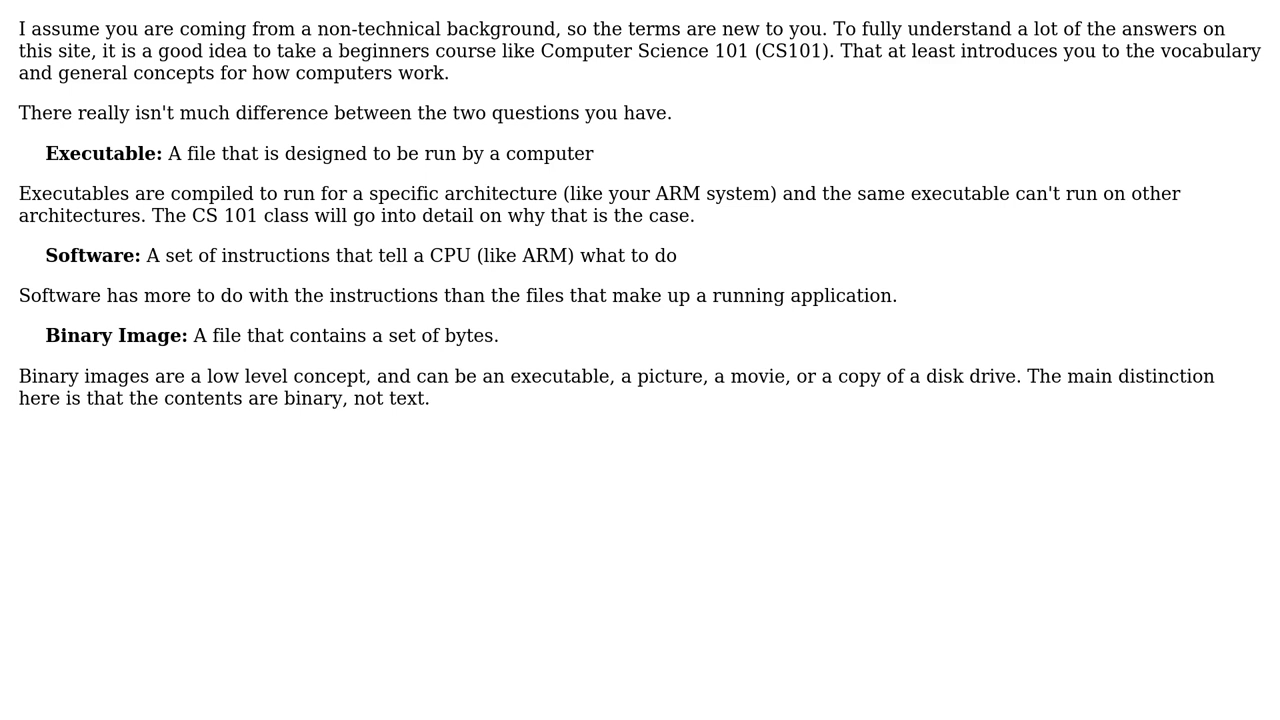 I assume you are coming from a non-technical background, so the terms are new to you. To fully understand a lot of the answers on
this site, it is a good idea to take a beginners course like Computer Science 101 (CS101). That at least introduces you to the vocabulary
and general concepts for how computers work.
There really isn't much difference between the two questions you have.
Executable: A file that is designed to be run by a computer
Executables are compiled to run for a specific architecture (like your ARM system) and the same executable can't run on other
architectures. The CS 101 class will go into detail on why that is the case.
Software: A set of instructions that tell a CPU (like ARM) what to do
Software has more to do with the instructions than the files that make up a running application.
Binary Image: A file that contains a set of bytes.
Binary images are a low level concept, and can be an executable, a picture, a movie, or a copy of a disk drive. The main distinction
here is that the contents are binary, not text.